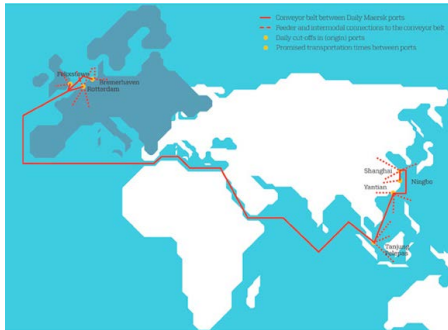 Conveyor belt between Daily Maersk ports
Feeder and intermodal connections to the conveyor belt
Daily cut-offs in (origin) ports
Promised transportation times between ports
Felixstowe
Bremerhaven
Rotterdam
Shanghai
Ningbo
Yantian
Tanjung
Pelepas